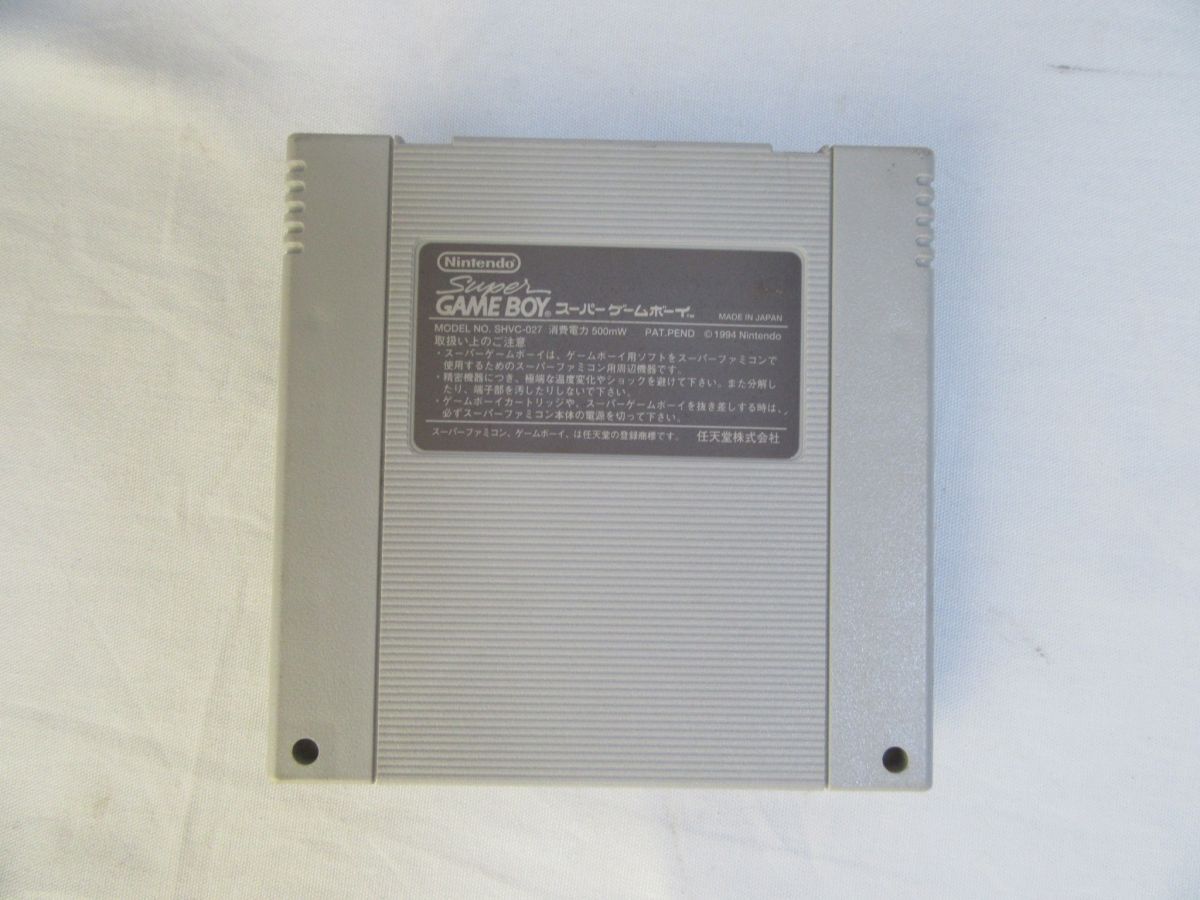 Nintendo
Super
GAME BOY® スーパーゲームボーイ™ MADE IN JAPAN
MODEL NO. SHVC-027 消費電力 500mW PAT.PEND ©1994 Nintendo
取扱い上のご注意
・スーパーゲームボーイは、ゲームボーイ用ソフトをスーパーファミコンで
使用するためのスーパーファミコン用周辺機器です。
・精密機器につき、極端な温度変化やショックを避けて下さい。また分解し
たり、端子部を汚したりしないで下さい。
・ゲームボーイカートリッジや、スーパーゲームボーイを抜き差しする時は、
必ずスーパーファミコン本体の電源を切って下さい。
スーパーファミコン、ゲームボーイ、は任天堂の登録商標です。 任天堂株式会社